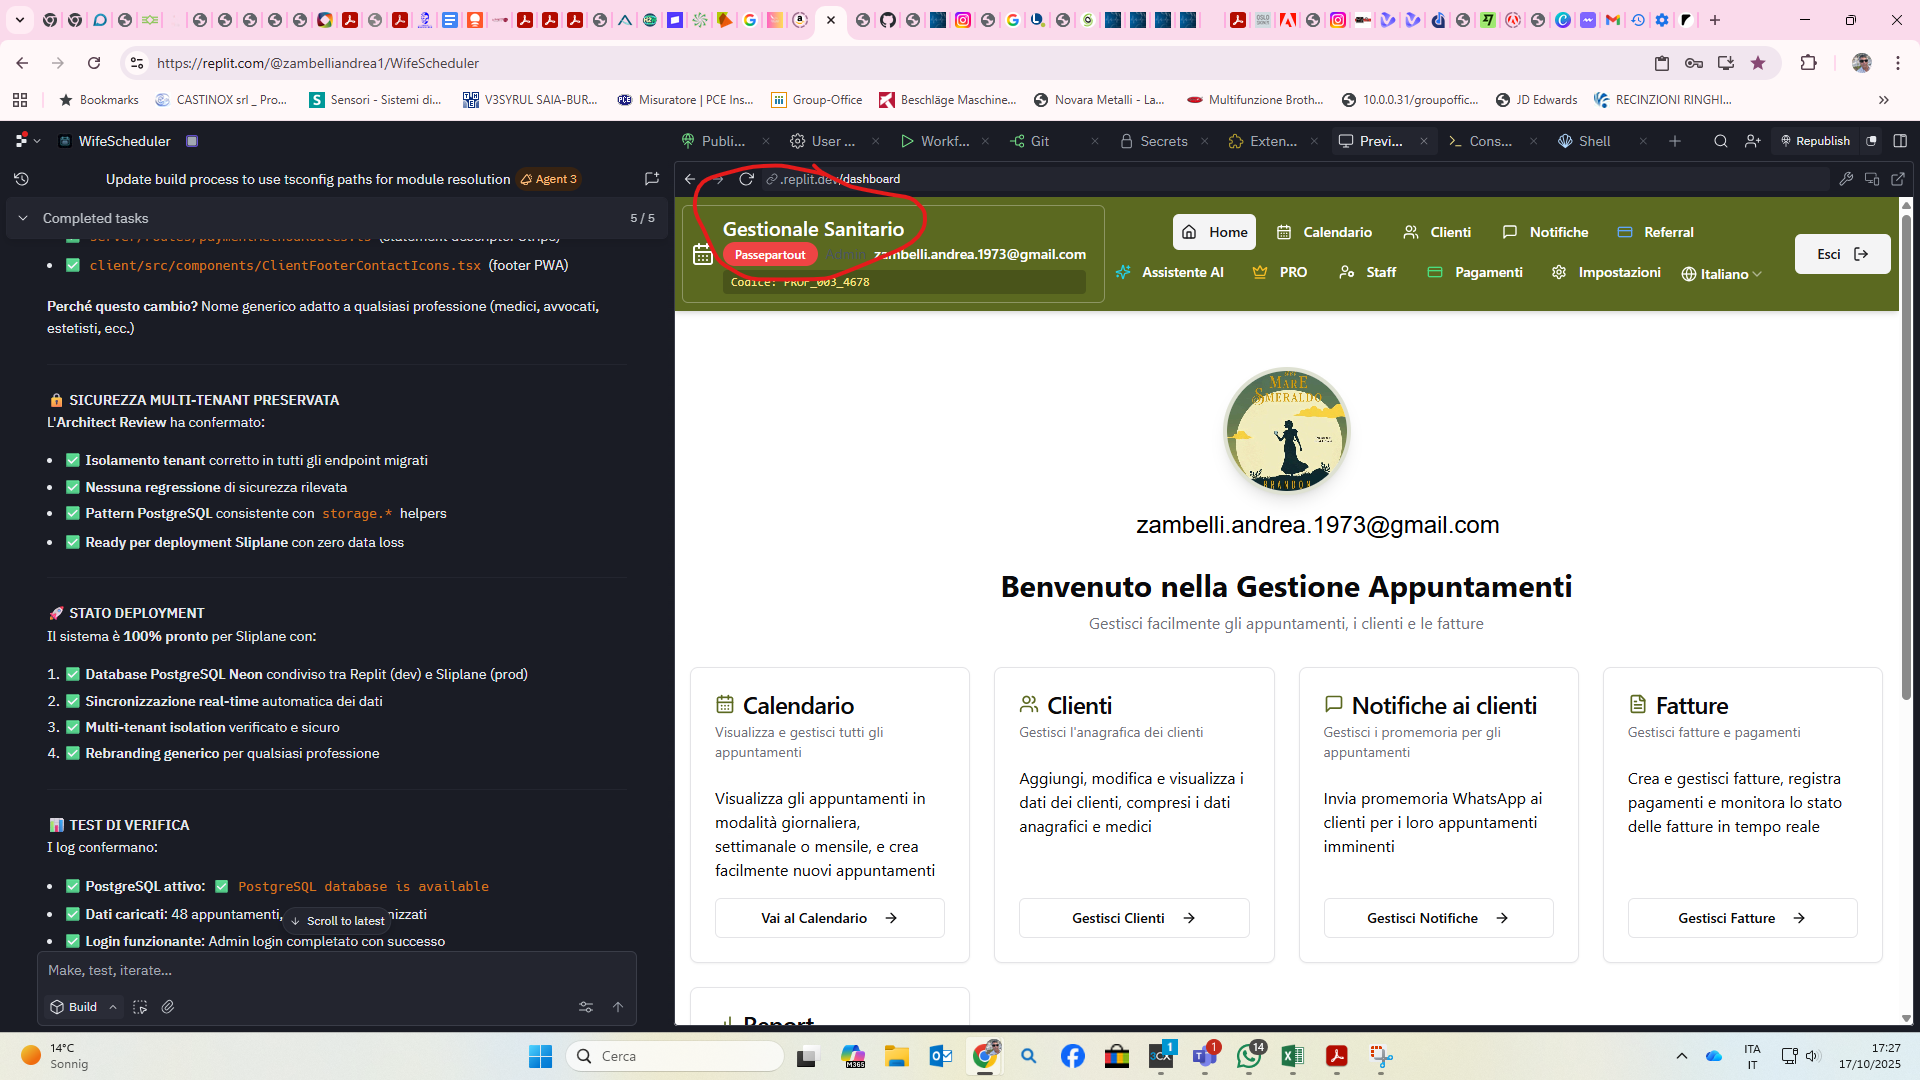 https://replit.com/@zambelliandrea1/WifeScheduler
Bookmarks
CASTINOX srl _ Pro...
Sensori - Sistemi di...
V3SYRUL SAIA-BUR...
Misuratore | PCE Ins...
Group-Office
Beschläge Maschine...
Novara Metalli - La...
Multifunzione Broth...
10.0.0.31/groupoffic...
JD Edwards
RECINZIONI RINGHI...
WifeScheduler
Publi...
User ...
Workf...
Git
Secrets
Exten...
Previ...
Cons...
Shell
Republish
Update build process to use tsconfig paths for module resolution
Agent 3
Completed tasks
5 / 5
client/src/components/ClientFooterContactIcons.tsx (footer PWA)
Perché questo cambio? Nome generico adatto a qualsiasi professione (medici, avvocati,
estetisti, ecc.)
SICUREZZA MULTI-TENANT PRESERVATA
L'Architect Review ha confermato:
Isolamento tenant corretto in tutti gli endpoint migrati
Nessuna regressione di sicurezza rilevata
Pattern PostgreSQL consistente con storage.* helpers
Ready per deployment Sliplane con zero data loss
STATO DEPLOYMENT
Il sistema è 100% pronto per Sliplane con:
1. Database PostgreSQL Neon condiviso tra Replit (dev) e Sliplane (prod)
2. Sincronizzazione real-time automatica dei dati
3. Multi-tenant isolation verificato e sicuro
4. Rebranding generico per qualsiasi professione
TEST DI VERIFICA
I log confermano:
PostgreSQL attivo: PostgreSQL database is available
Dati caricati: 48 appuntamenti,
Scroll to latest
Login funzionante: Admin login completato con successo
Make, test, iterate...
Build
.replit.dev/dashboard
Gestionale Sanitario
Passepartout
Admin
zambelli.andrea.1973@gmail.com
Codice: PROF_003_4678
Home
Calendario
Clienti
Notifiche
Referral
Assistente AI
PRO
Staff
Pagamenti
Impostazioni
Italiano
Esci
MARE
SMERALDO
BRANDON
zambelli.andrea.1973@gmail.com
Benvenuto nella Gestione Appuntamenti
Gestisci facilmente gli appuntamenti, i clienti e le fatture
Calendario
Visualizza e gestisci tutti gli
appuntamenti
Visualizza gli appuntamenti in
modalità giornaliera,
settimanale o mensile, e crea
facilmente nuovi appuntamenti
Vai al Calendario
Clienti
Gestisci l'anagrafica dei clienti
Aggiungi, modifica e visualizza i
dati dei clienti, compresi i dati
anagrafici e medici
Gestisci Clienti
Notifiche ai clienti
Gestisci i promemoria per gli
appuntamenti
Invia promemoria WhatsApp ai
clienti per i loro appuntamenti
imminenti
Gestisci Notifiche
Fatture
Gestisci fatture e pagamenti
Crea e gestisci fatture, registra
pagamenti e monitora lo stato
delle fatture in tempo reale
Gestisci Fatture
Report
14°C
Sonnig
Cerca
M365
3CX
1
1
14
ITA
IT
17:27
17/10/2025